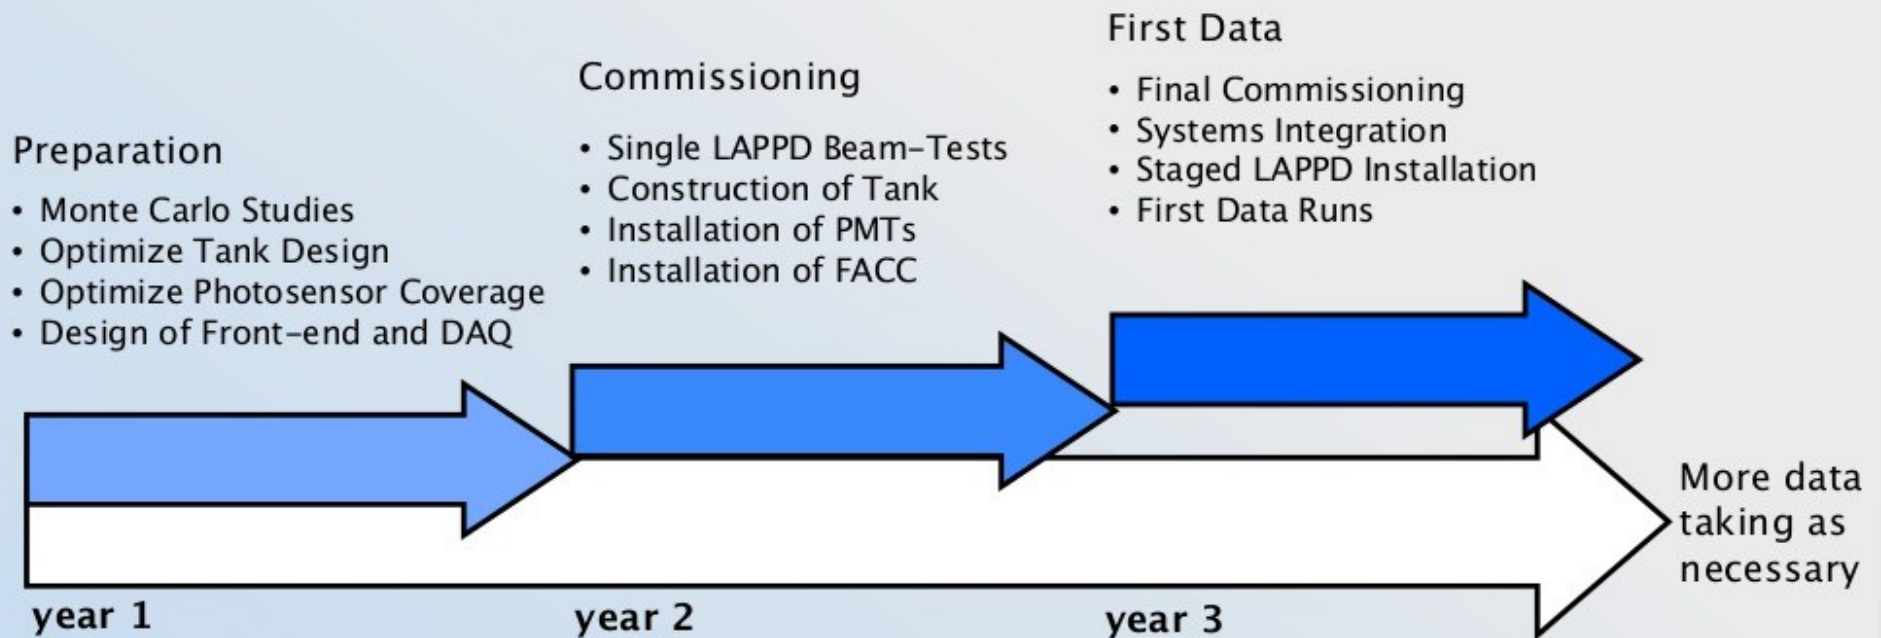 Preparation
• Monte Carlo Studies
• Optimize Tank Design
• Optimize Photosensor Coverage
• Design of Front-end and DAQ
Commissioning
• Single LAPPD Beam-Tests
• Construction of Tank
• Installation of PMTs
• Installation of FACC
First Data
• Final Commissioning
• Systems Integration
• Staged LAPPD Installation
• First Data Runs
More data
taking as
necessary
year 1
year 2
year 3